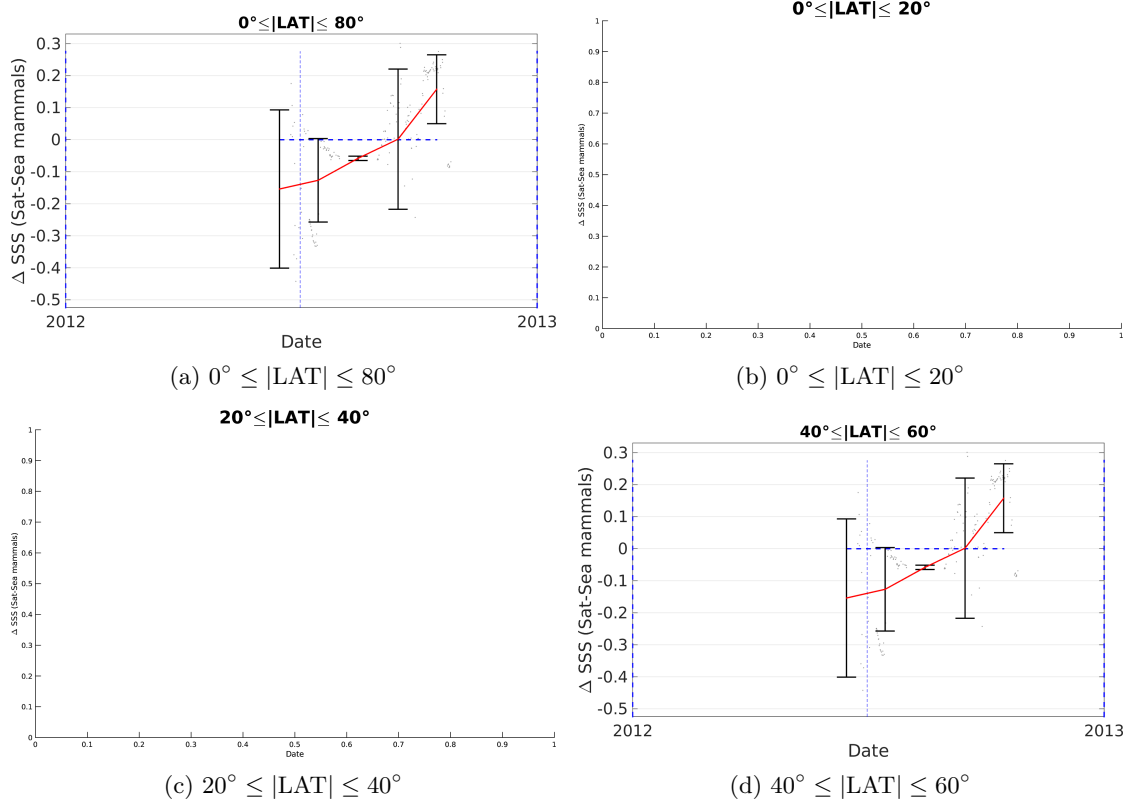 0°≤|LAT|≤ 80°
0.3
0.2
0.1
0
-0.1
-0.2
-0.3
-0.4
-0.5
Δ SSS (Sat-Sea mammals)
2012 2013
Date
(a) 0° ≤ |LAT| ≤ 80°
0°≤|LAT|≤ 20°
1
0.9
0.8
0.7
0.6
0.5
0.4
0.3
0.2
0.1
0
Δ SSS (Sat-Sea mammals)
0 0.1 0.2 0.3 0.4 0.5 0.6 0.7 0.8 0.9 1
Date
(b) 0° ≤ |LAT| ≤ 20°
20°≤|LAT|≤ 40°
1
0.9
0.8
0.7
0.6
0.5
0.4
0.3
0.2
0.1
0
Δ SSS (Sat-Sea mammals)
0 0.1 0.2 0.3 0.4 0.5 0.6 0.7 0.8 0.9 1
Date
(c) 20° ≤ |LAT| ≤ 40°
40°≤|LAT|≤ 60°
0.3
0.2
0.1
0
-0.1
-0.2
-0.3
-0.4
-0.5
Δ SSS (Sat-Sea mammals)
2012 2013
Date
(d) 40° ≤ |LAT| ≤ 60°